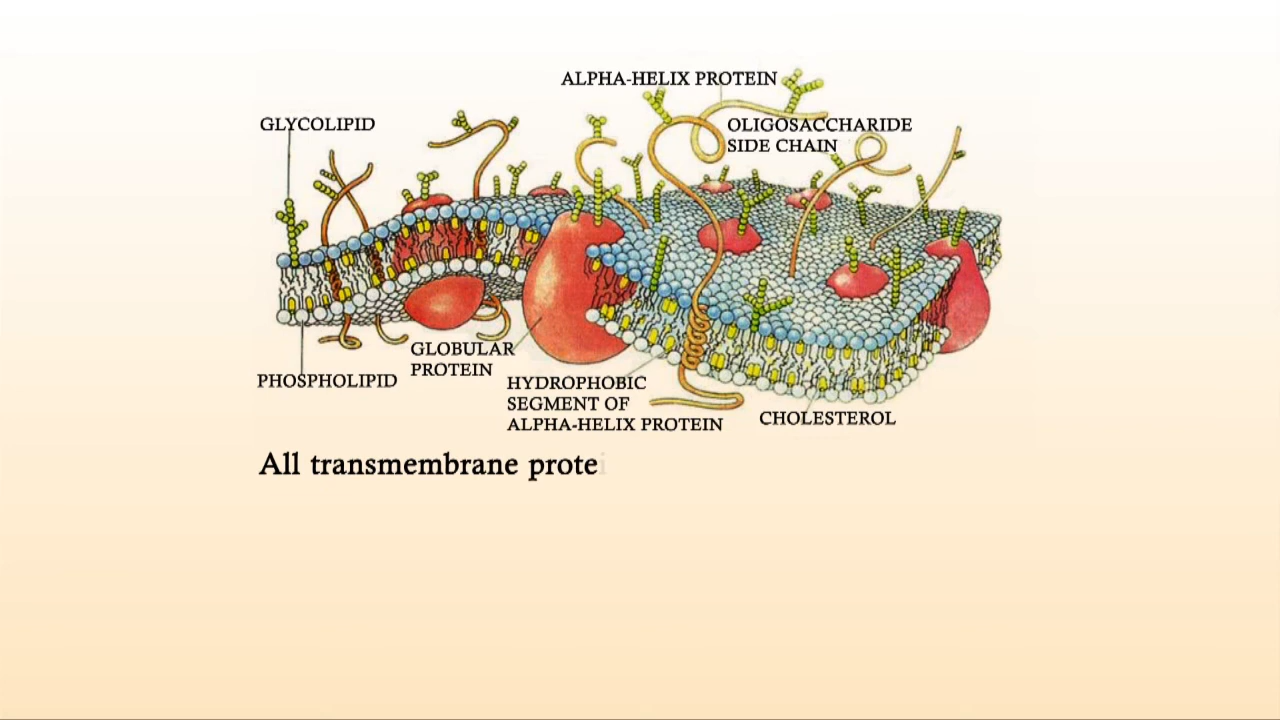 ALPHA-HELIX PROTEIN
GLYCOLIPID
OLIGOSACCHARIDE
SIDE CHAIN
GLOBULAR
PROTEIN
PHOSPHOLIPID
HYDROPHOBIC
SEGMENT OF
ALPHA-HELIX PROTEIN
CHOLESTEROL
All transmembrane protei